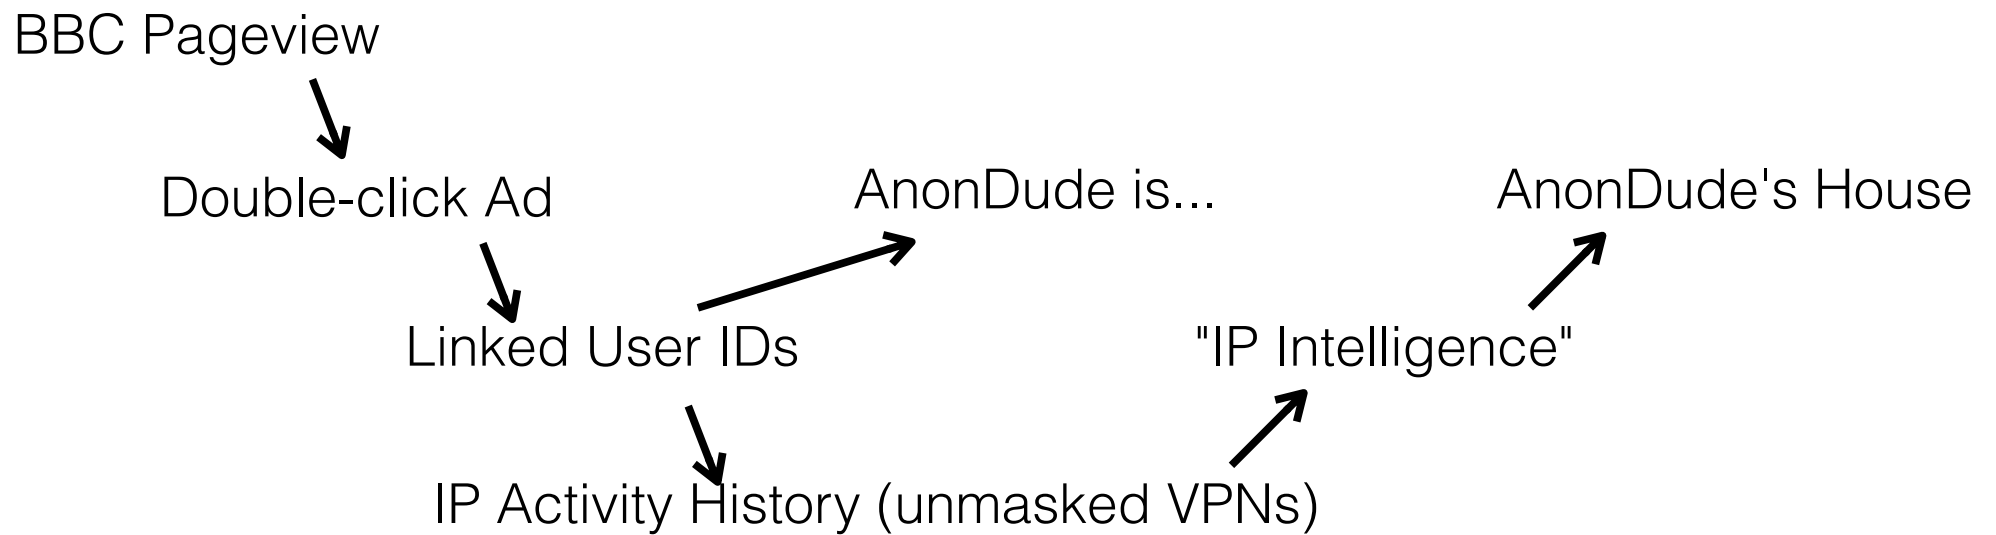 BBC Pageview
Double-click Ad
AnonDude is...
AnonDude's House
Linked User IDs
"IP Intelligence"
IP Activity History (unmasked VPNs)